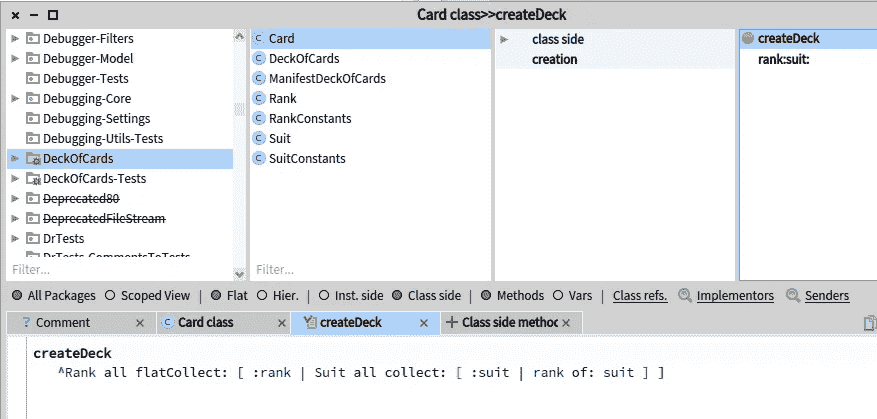 Card class>>createDeck
Debugger-Filters
Debugger-Model
Debugger-Tests
Debugging-Core
Debugging-Settings
Debugging-Utils-Tests
DeckOfCards
DeckOfCards-Tests
Deprecated80
DeprecatedFileStream
DrTests
DrTests-CommentsToTests
Filter...
Card
DeckOfCards
ManifestDeckOfCards
Rank
RankConstants
Suit
SuitConstants
Filter...
class side
creation
createDeck
rank:suit:
All Packages Scoped View | Flat Hier. | Inst. side Class side | Methods Vars | Class refs. Implementors Senders
? Comment × Card class × createDeck × Class side methoc ×
createDeck
^Rank all flatCollect: [ :rank | Suit all collect: [ :suit | rank of: suit ] ]